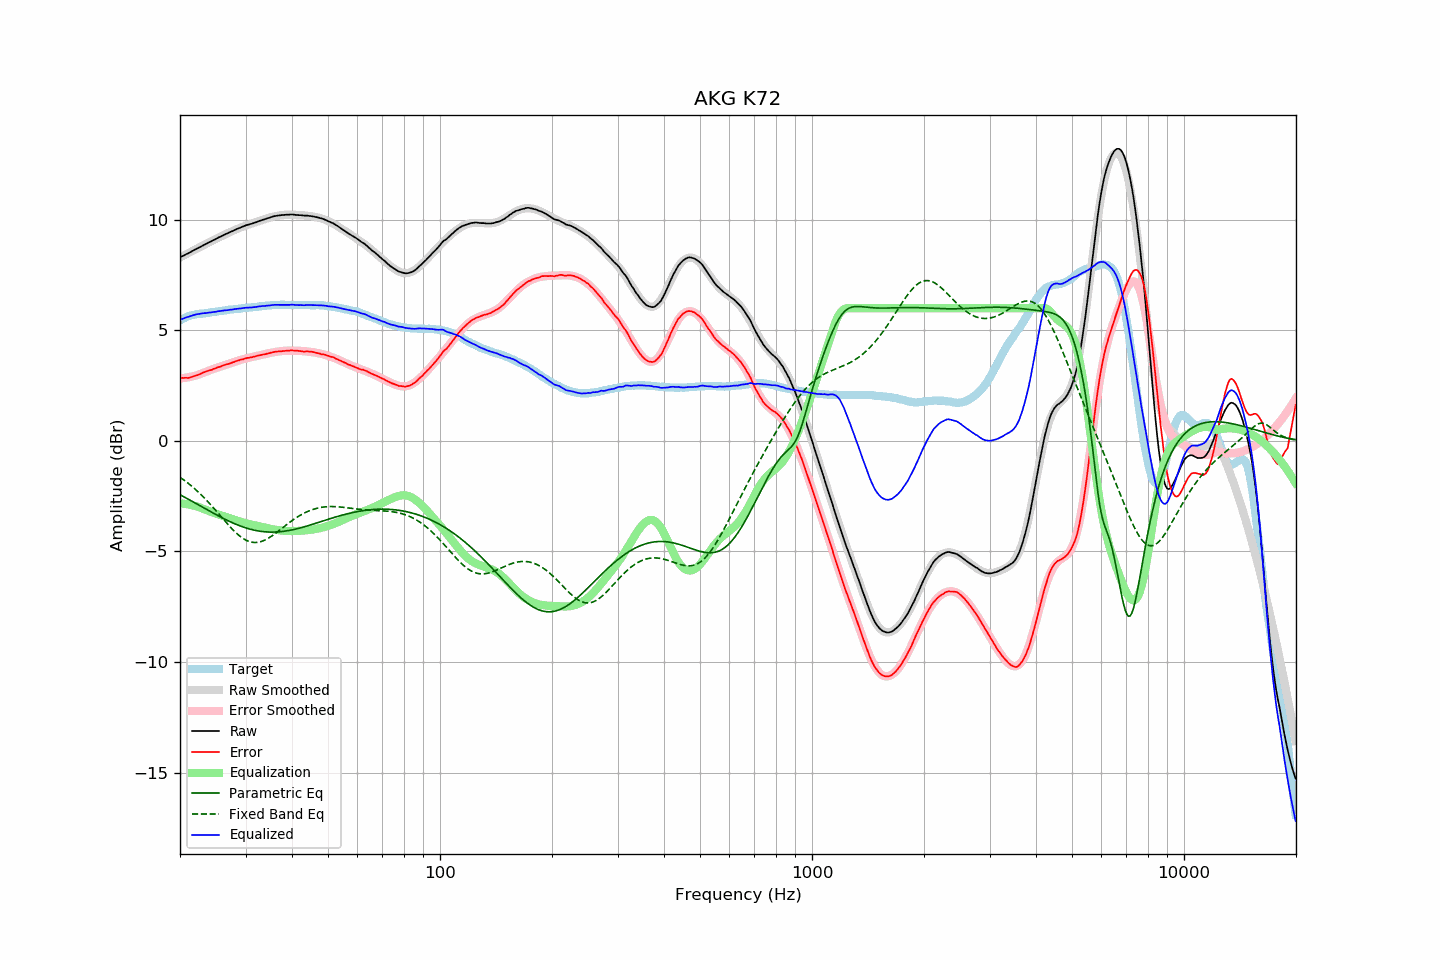 AKG K72
Amplitude (dBr)
10
5
0
−5
−10
−15
Target
Raw Smoothed
Error Smoothed
Raw
Error
Equalization
Parametric Eq
Fixed Band Eq
Equalized
100
1000
10000
Frequency (Hz)